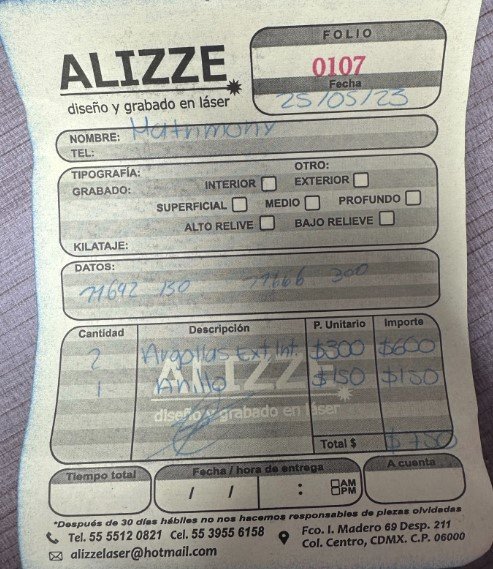 ALIZZE
diseño y grabado en láser
FOLIO
0107
Fecha
25/05/23
NOMBRE: Matrimony
TEL:
TIPOGRAFÍA: OTRO:
GRABADO: INTERIOR EXTERIOR
SUPERFICIAL MEDIO PROFUNDO
ALTO RELIVE BAJO RELIEVE
KILATAJE:
DATOS:
71692 150 71666 300
Cantidad Descripción P. Unitario Importe
2 Argollas Ext, Int. $300 $600
1 Anillo $150 $150
ALIZZE
diseño y grabado en láser
Total $ $750
Tiempo total Fecha / hora de entrega A cuenta
/ / : AM
PM
*Después de 30 días hábiles no nos hacemos responsables de piezas olvidadas
Tel. 55 5512 0821 Cel. 55 3955 6158
alizzelaser@hotmail.com
Fco. I. Madero 69 Desp. 211
Col. Centro, CDMX. C.P. 06000